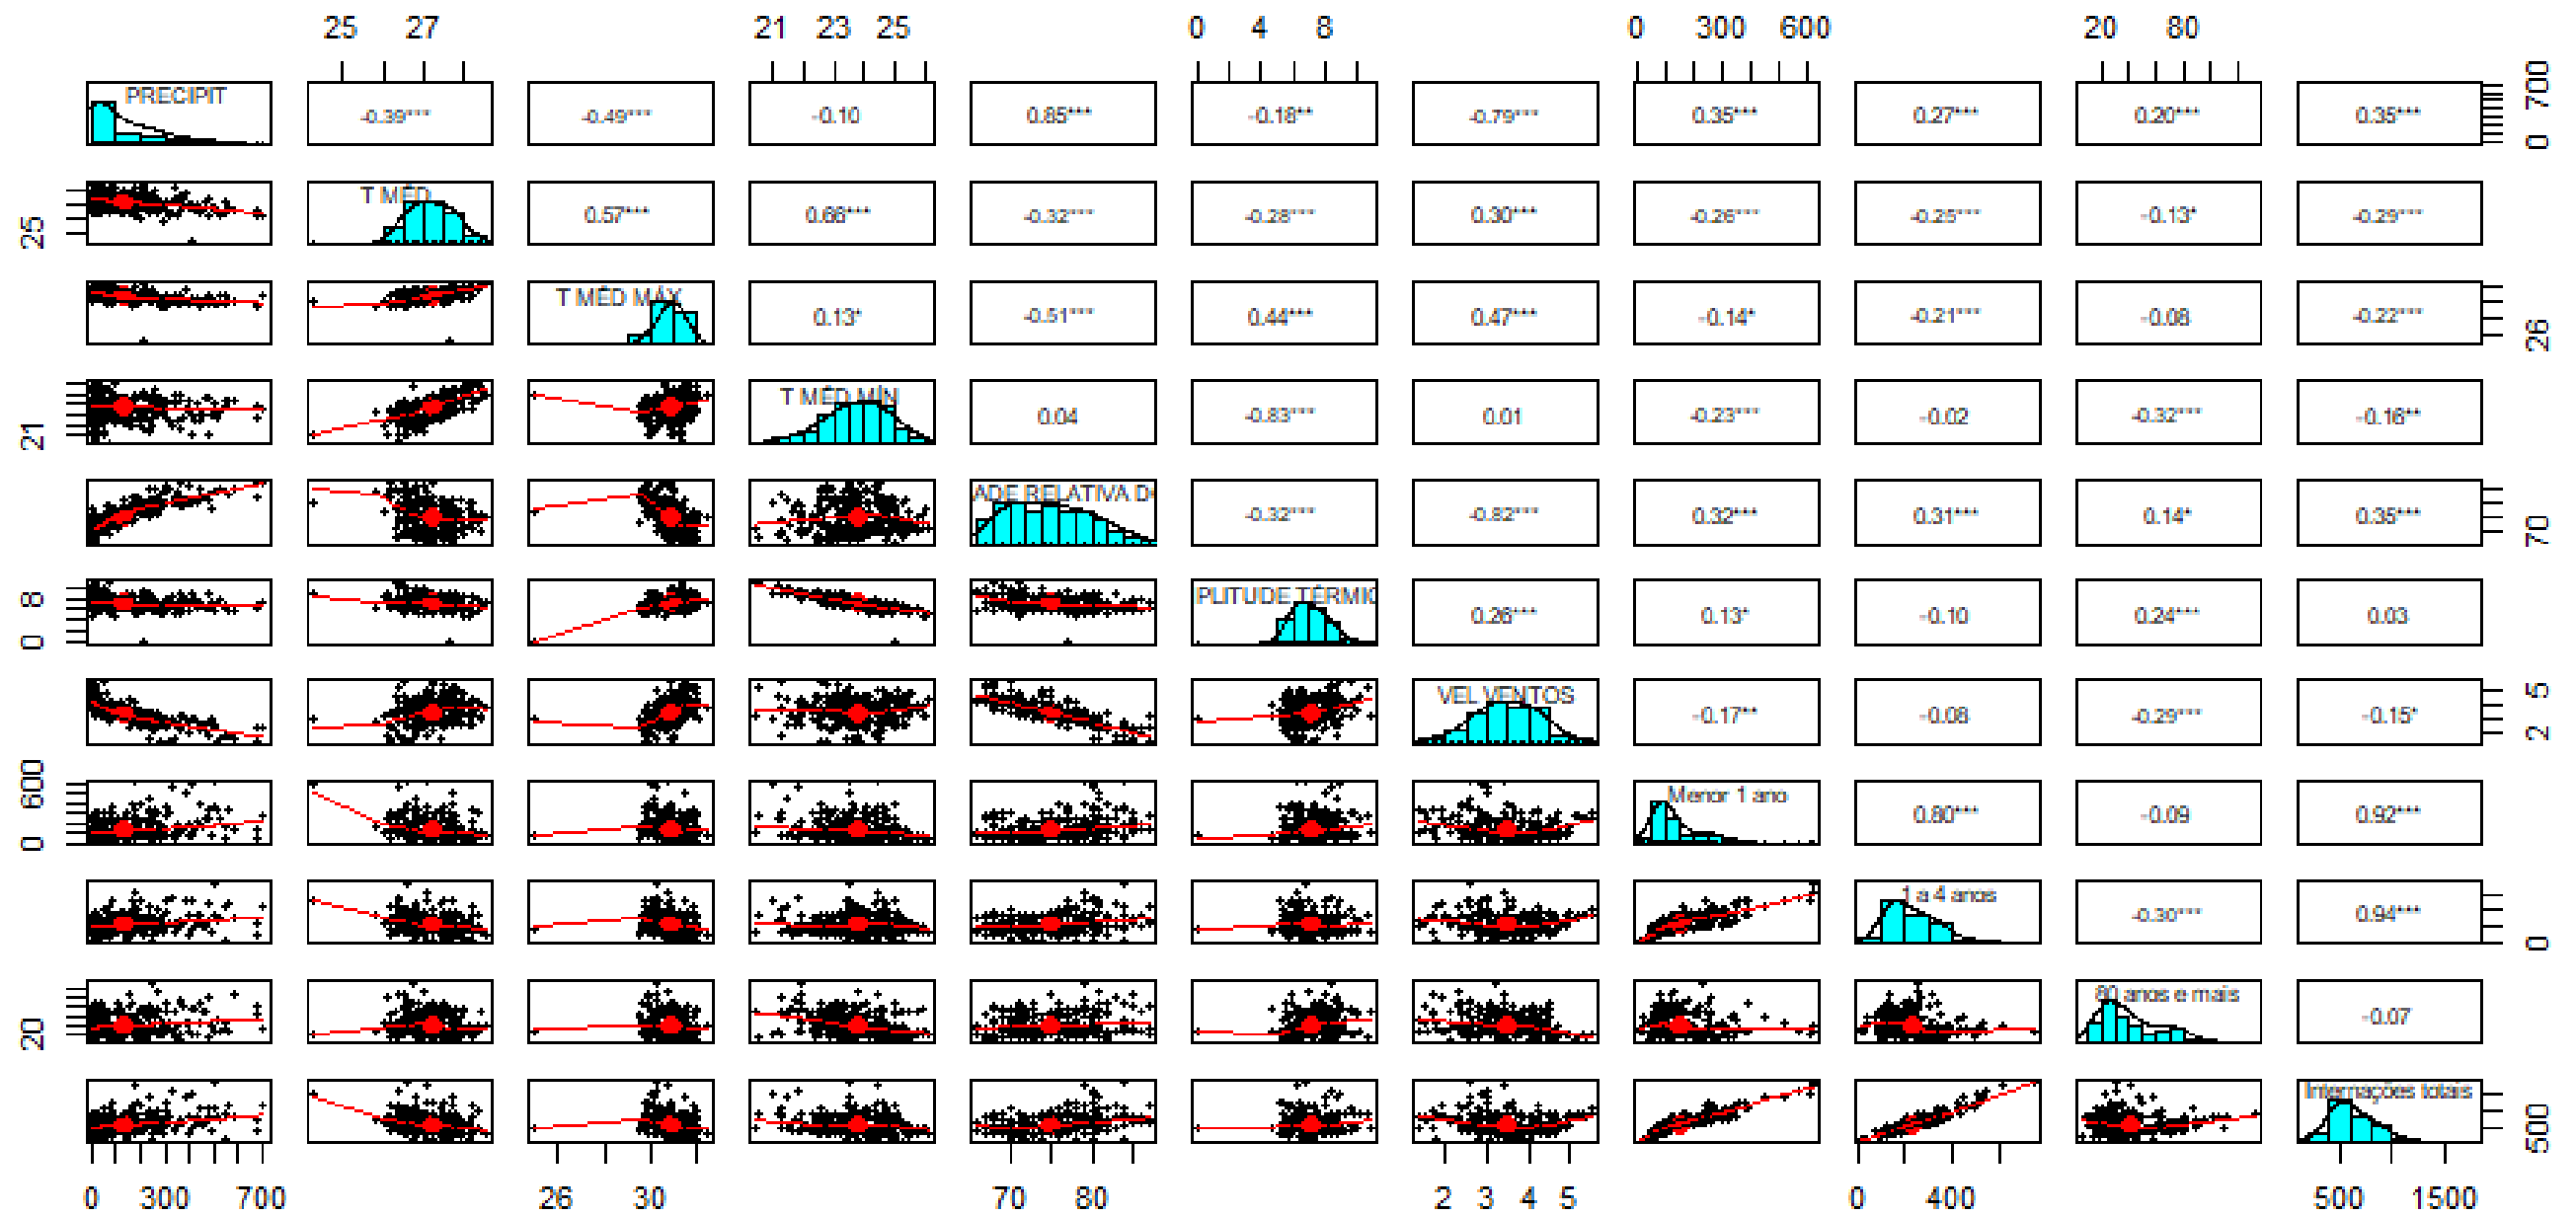 25 27 21 23 25 0 4 8 0 300 600 20 80
PRECIPIT -0.39*** -0.49*** -0.10 0.85*** -0.18** -0.79*** 0.35*** 0.27*** 0.20*** 0.35*** 0 700
25 T MÉD 0.57*** 0.66*** -0.32*** -0.28*** 0.30*** -0.26*** -0.25*** -0.13* -0.29***
T MÉD MÁX 0.13* -0.51*** 0.44*** 0.47*** -0.14* -0.21*** -0.08 -0.22*** 26
21 T MÉD MÍN 0.04 -0.83*** 0.01 -0.23*** -0.02 -0.32*** -0.16**
ADE RELATIVA D -0.32*** -0.82*** 0.32*** 0.31*** 0.14* 0.35*** 70
0 8 PLITUDE TÉRMIC 0.26*** 0.13* -0.10 0.24*** 0.03
VEL VENTOS -0.17** -0.08 -0.29*** -0.15* 2 5
0 600 Menor 1 ano 0.80*** -0.09 0.92***
1 a 4 anos -0.30*** 0.94*** 0
20 80 anos e mais -0.07
Internações totais 500
0 300 700 26 30 70 80 2 3 4 5 0 400 500 1500